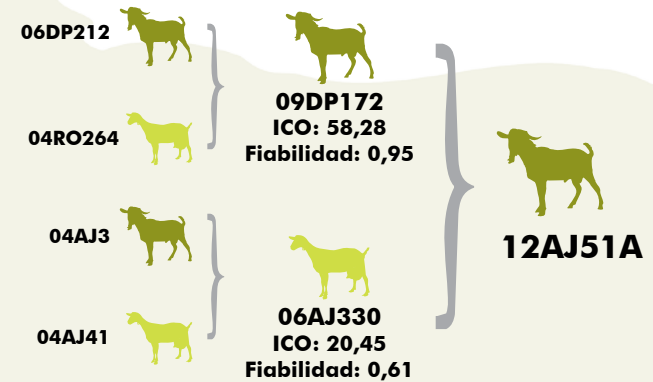 06DP212
04RO264
09DP172
ICO: 58,28
Fiabilidad: 0,95
04AJ3
04AJ41
06AJ330
ICO: 20,45
Fiabilidad: 0,61
12AJ51A